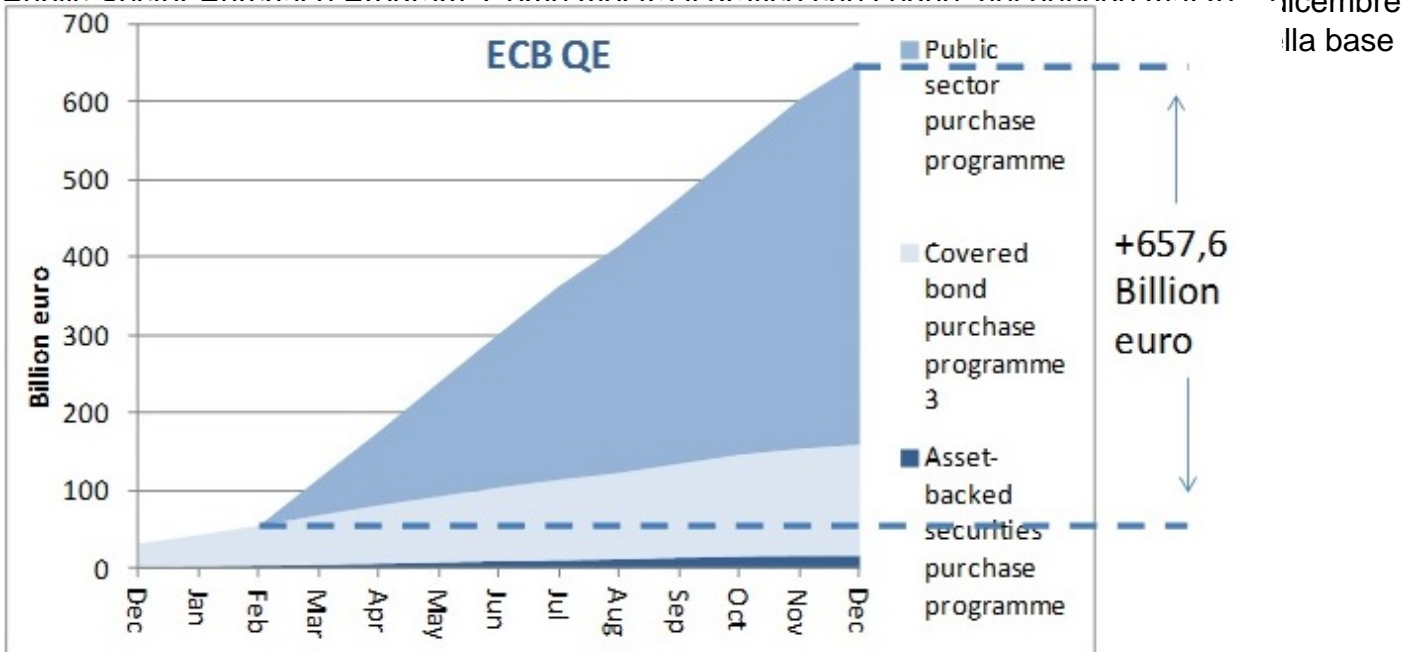 dicembre
lla base
ECB QE
Billion euro
700
600
500
400
300
200
100
0
Dec
Jan
Feb
Mar
Apr
May
Jun
Jul
Aug
Sep
Oct
Nov
Dec
Public
sector
purchase
programme
Covered
bond
purchase
programme
3
Asset-
backed
securities
purchase
programme
+657,6
Billion
euro